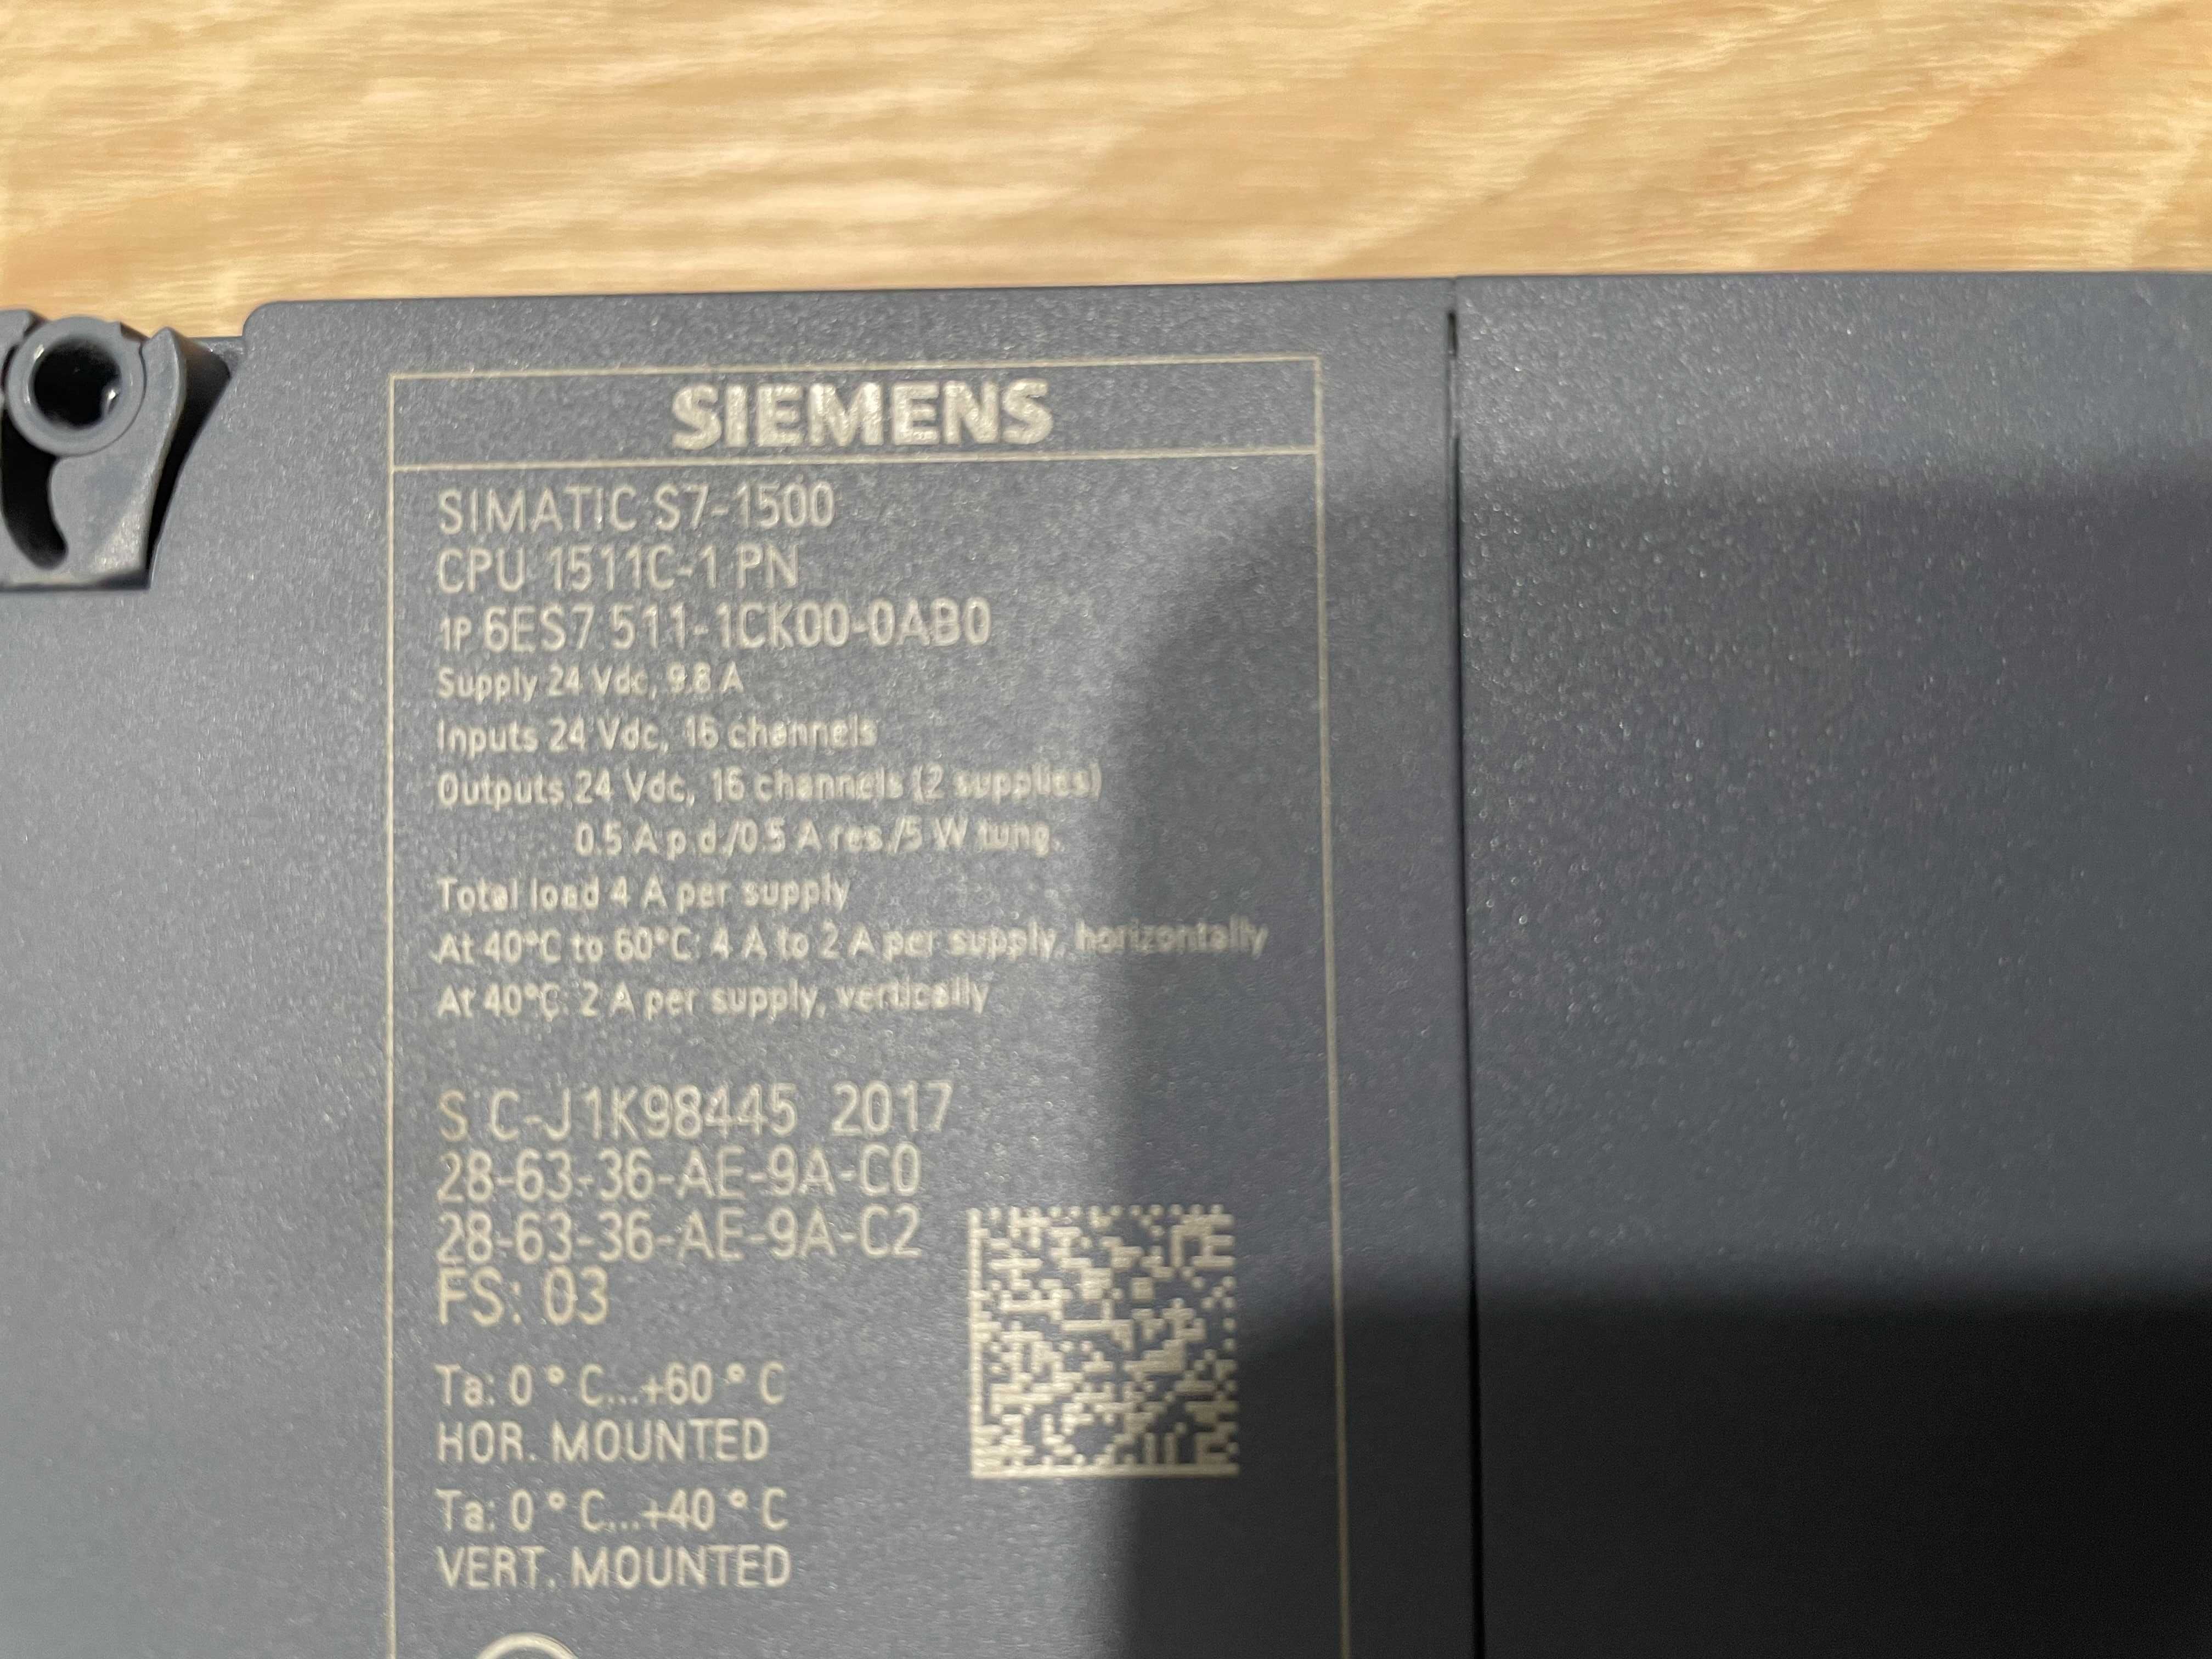 SIEMENS
SIMATIC S7-1500
CPU 1511C-1 PN
1P 6ES7 511-1CK00-0AB0
Supply 24 Vdc, 9.8 A
Inputs 24 Vdc, 16 channels
Outputs 24 Vdc, 16 channels (2 supplies)
0.5 A p.d./0.5 A res./5 W tung.
Total load 4 A per supply
At 40°C to 60°C: 4 A to 2 A per supply, horizontally
At 40°C: 2 A per supply, vertically
S C-J1K98445 2017
28-63-36-AE-9A-C0
28-63-36-AE-9A-C2
FS: 03
Ta: 0 ° C...+60 ° C
HOR. MOUNTED
Ta: 0 ° C...+40 ° C
VERT. MOUNTED